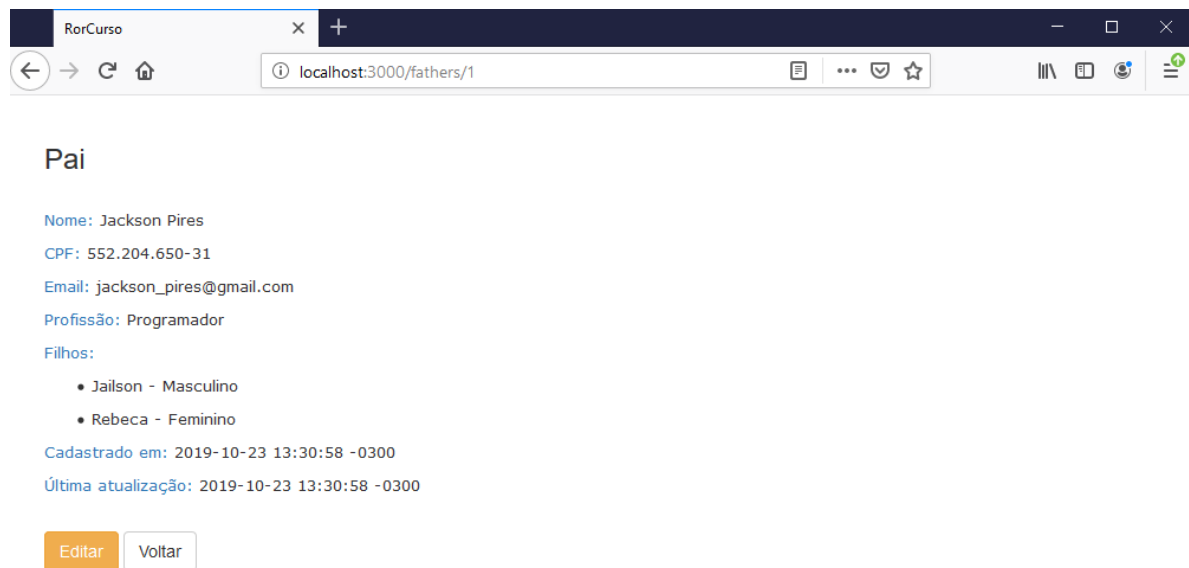 RorCurso
localhost:3000/fathers/1
Pai
Nome: Jackson Pires
CPF: 552.204.650-31
Email: jackson_pires@gmail.com
Profissão: Programador
Filhos:
• Jailson - Masculino
• Rebeca - Feminino
Cadastrado em: 2019-10-23 13:30:58 -0300
Última atualização: 2019-10-23 13:30:58 -0300
Editar Voltar